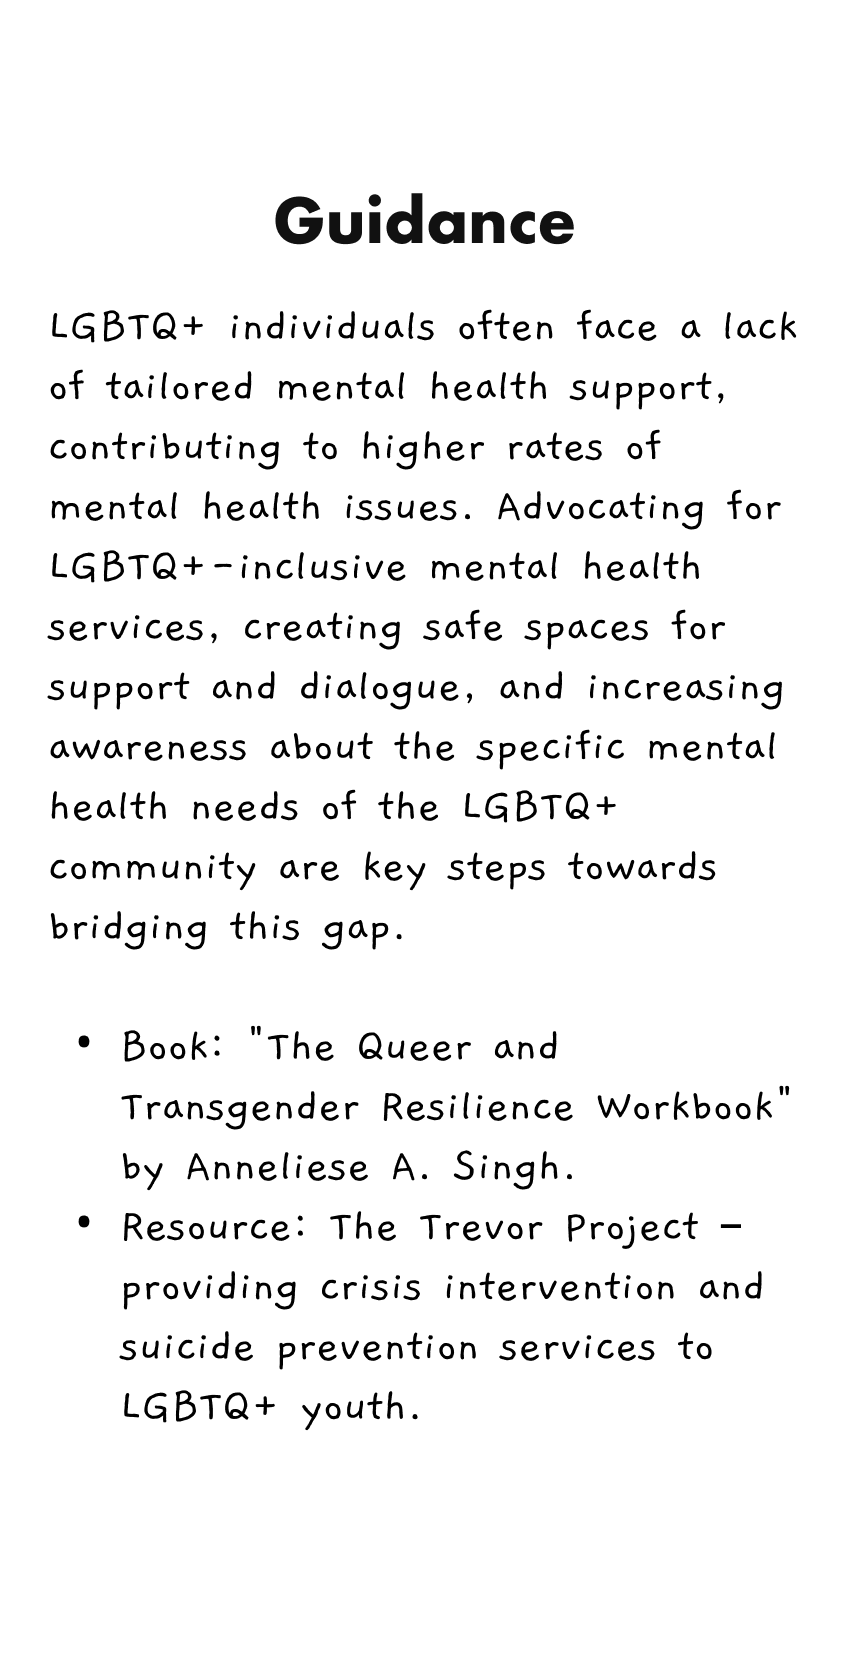 Guidance
LGBTQ+ individuals often face a lack
of tailored mental health support,
contributing to higher rates of
mental health issues. Advocating for
LGBTQ+-inclusive mental health
services, creating safe spaces for
support and dialogue, and increasing
awareness about the specific mental
health needs of the LGBTQ+
community are key steps towards
bridging this gap.
• Book: "The Queer and
Transgender Resilience Workbook"
by Anneliese A. Singh.
• Resource: The Trevor Project –
providing crisis intervention and
suicide prevention services to
LGBTQ+ youth.